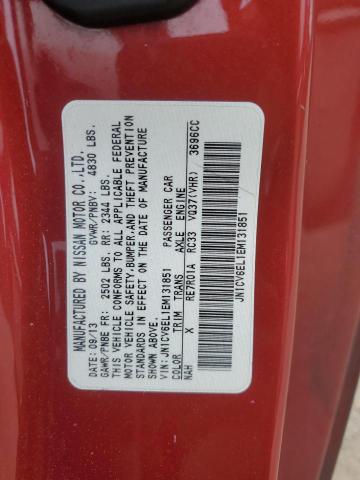 MANUFACTURED BY NISSAN MOTOR CO., LTD.
09/13 GVWR/PNBV: 4830 LBS.
GAWR/PNBE FR: 2502 LBS. RR: 2344 LBS.
THIS VEHICLE CONFORMS TO ALL APPLICABLE FEDERAL
MOTOR VEHICLE SAFETY,BUMPER,AND THEFT PREVENTION
STANDARDS IN EFFECT ON THE DATE OF MANUFACTURE
SHOWN ABOVE.
VIN:JN1CV6EL1EM131851 PASSENGER CAR
COLOR TRIM TRANS AXLE ENGINE
NAH X RE7R01A RC33 VQ37(VHR) 3696CC
JN1CV6EL1EM131851